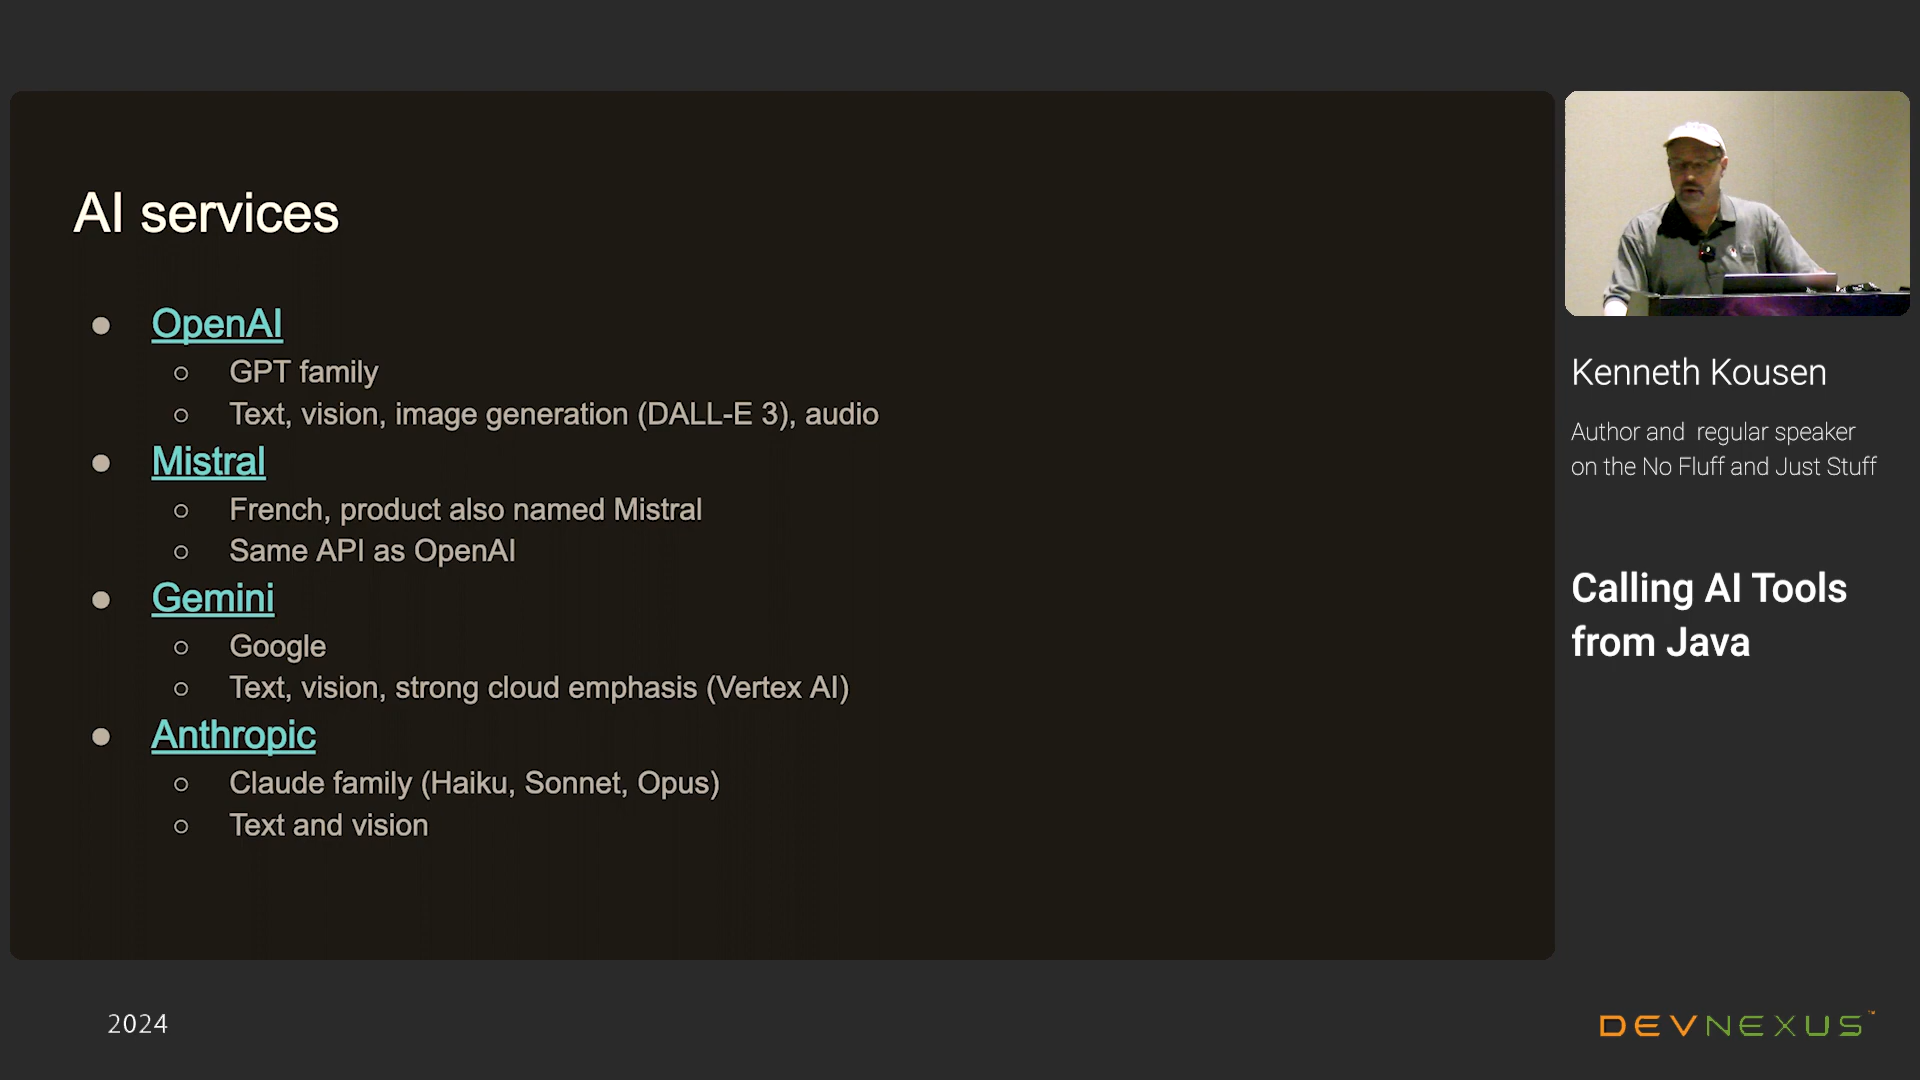 AI services
OpenAI
GPT family
Text, vision, image generation (DALL-E 3), audio
Mistral
French, product also named Mistral
Same API as OpenAI
Gemini
Google
Text, vision, strong cloud emphasis (Vertex AI)
Anthropic
Claude family (Haiku, Sonnet, Opus)
Text and vision
Kenneth Kousen
Author and regular speaker
on the No Fluff and Just Stuff
Calling AI Tools
from Java
2024
DEVNEXUS™